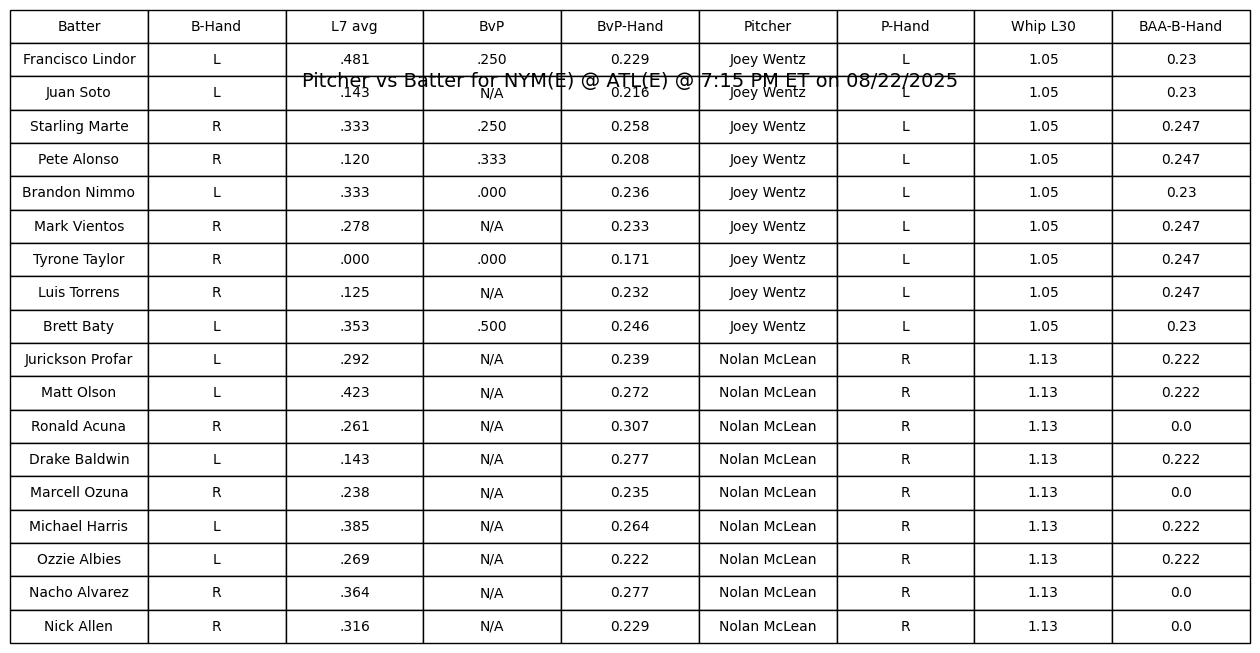 Batter B-Hand L7 avg BvP BvP-Hand Pitcher P-Hand Whip L30 BAA-B-Hand
Francisco Lindor L .481 .250 0.229 Joey Wentz L 1.05 0.23
Pitcher vs Batter for NYM(E) @ ATL(E) @ 7:15 PM ET on 08/22/2025
Juan Soto L .143 N/A 0.216 Joey Wentz L 1.05 0.23
Starling Marte R .333 .250 0.258 Joey Wentz L 1.05 0.247
Pete Alonso R .120 .333 0.208 Joey Wentz L 1.05 0.247
Brandon Nimmo L .333 .000 0.236 Joey Wentz L 1.05 0.23
Mark Vientos R .278 N/A 0.233 Joey Wentz L 1.05 0.247
Tyrone Taylor R .000 .000 0.171 Joey Wentz L 1.05 0.247
Luis Torrens R .125 N/A 0.232 Joey Wentz L 1.05 0.247
Brett Baty L .353 .500 0.246 Joey Wentz L 1.05 0.23
Jurickson Profar L .292 N/A 0.239 Nolan McLean R 1.13 0.222
Matt Olson L .423 N/A 0.272 Nolan McLean R 1.13 0.222
Ronald Acuna R .261 N/A 0.307 Nolan McLean R 1.13 0.0
Drake Baldwin L .143 N/A 0.277 Nolan McLean R 1.13 0.222
Marcell Ozuna R .238 N/A 0.235 Nolan McLean R 1.13 0.0
Michael Harris L .385 N/A 0.264 Nolan McLean R 1.13 0.222
Ozzie Albies L .269 N/A 0.222 Nolan McLean R 1.13 0.222
Nacho Alvarez R .364 N/A 0.277 Nolan McLean R 1.13 0.0
Nick Allen R .316 N/A 0.229 Nolan McLean R 1.13 0.0